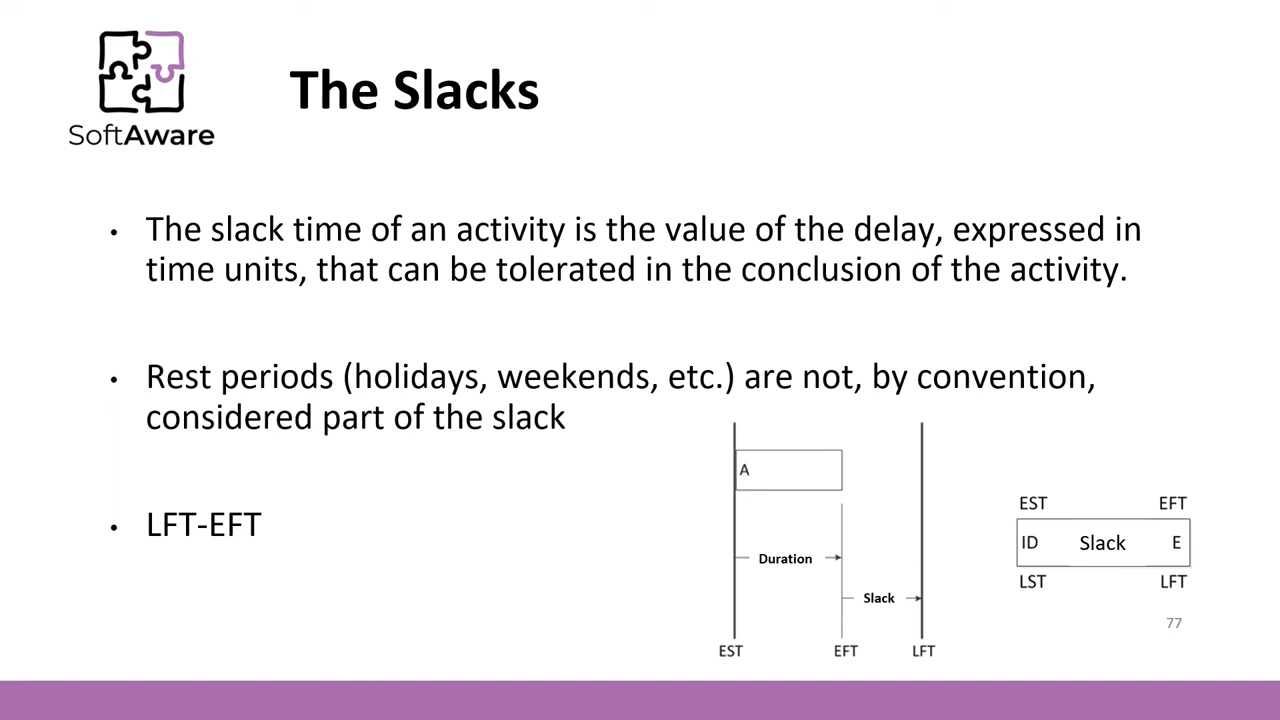 SoftAware
The Slacks
• The slack time of an activity is the value of the delay, expressed in
time units, that can be tolerated in the conclusion of the activity.
• Rest periods (holidays, weekends, etc.) are not, by convention,
considered part of the slack
• LFT-EFT
A
Duration
Slack
EST EFT LFT
EST EFT
ID Slack E
LST LFT
77